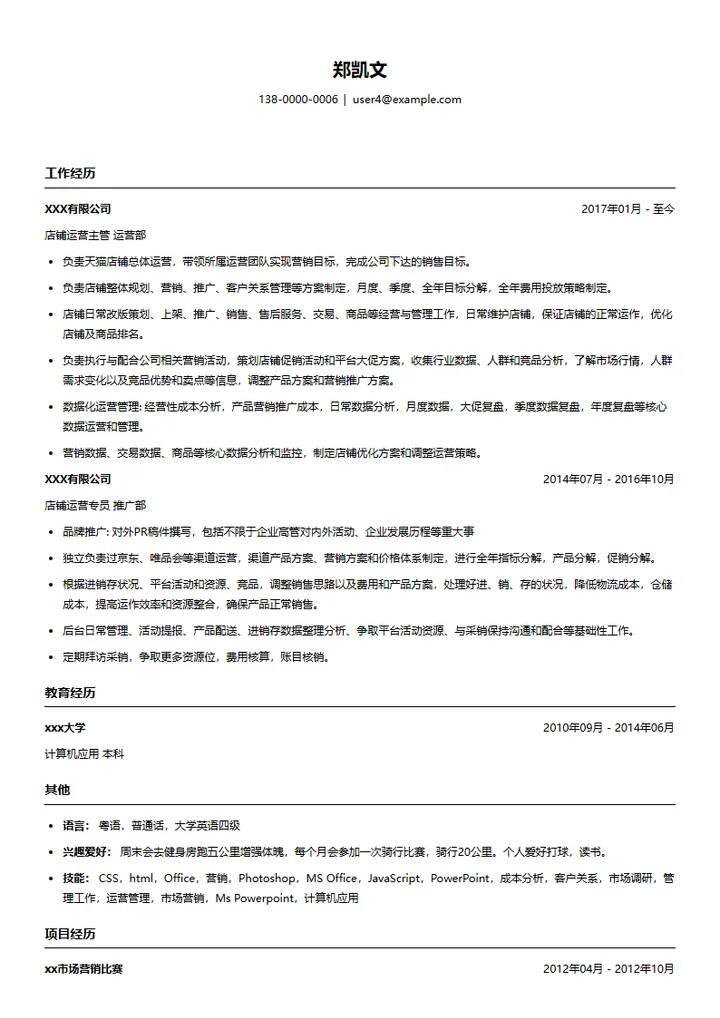 郑凯文
138-0000-0006 | user4@example.com
工作经历
XXX有限公司 2017年01月 - 至今
店铺运营主管 运营部
• 负责天猫店铺总体运营，带领所属运营团队实现营销目标，完成公司下达的销售目标。
• 负责店铺整体规划、营销、推广、客户关系管理等方案制定，月度、季度、全年目标分解，全年费用投放策略制定。
• 店铺日常改版策划、上架、推广、销售、售后服务、交易、商品等经营与管理工作，日常维护店铺，保证店铺的正常运作，优化
店铺及商品排名。
• 负责执行与配合公司相关营销活动，策划店铺促销活动和平台大促方案，收集行业数据、人群和竞品分析，了解市场行情，人群
需求变化以及竞品优势和卖点等信息，调整产品方案和营销推广方案。
• 数据化运营管理: 经营性成本分析，产品营销推广成本，日常数据分析，月度数据，大促复盘，季度数据复盘，年度复盘等核心
数据运营和管理。
• 营销数据、交易数据、商品等核心数据分析和监控，制定店铺优化方案和调整运营策略。
XXX有限公司 2014年07月 - 2016年10月
店铺运营专员 推广部
• 品牌推广: 对外PR稿件撰写，包括不限于企业高管对内外活动、企业发展历程等重大事
• 独立负责过京东、唯品会等渠道运营，渠道产品方案、营销方案和价格体系制定，进行全年指标分解，产品分解，促销分解。
• 根据进销存状况、平台活动和资源、竞品，调整销售思路以及费用和产品方案，处理好进、销、存的状况，降低物流成本，仓储
成本，提高运作效率和资源整合，确保产品正常销售。
• 后台日常管理、活动提报、产品配送、进销存数据整理分析、争取平台活动资源、与采销保持沟通和配合等基础性工作。
• 定期拜访采销，争取更多资源位，费用核算，账目核销。
教育经历
xxx大学 2010年09月 - 2014年06月
计算机应用 本科
其他
• 语言： 粤语，普通话，大学英语四级
• 兴趣爱好： 周末会去健身房跑五公里增强体魄，每个月会参加一次骑行比赛，骑行20公里。个人爱好打球，读书。
• 技能： CSS，html，Office，营销，Photoshop，MS Office，JavaScript，PowerPoint，成本分析，客户关系，市场调研，管
理工作，运营管理，市场营销，Ms Powerpoint，计算机应用
项目经历
xx市场营销比赛 2012年04月 - 2012年10月